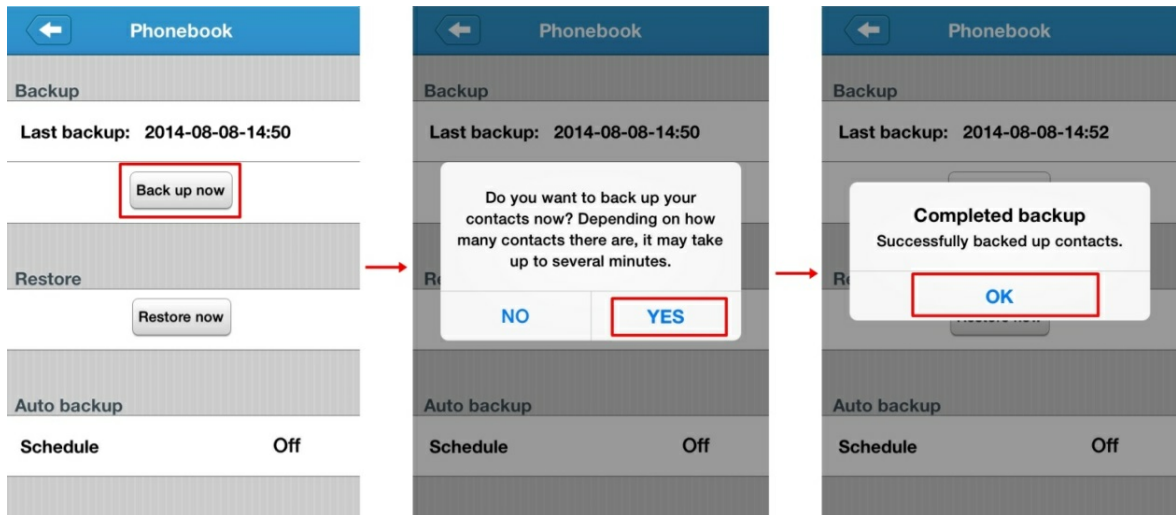 Phonebook
Backup
Last backup: 2014-08-08-14:50
Back up now
Restore
Restore now
Auto backup
Schedule Off
Phonebook
Backup
Last backup: 2014-08-08-14:50
Do you want to back up your
contacts now? Depending on how
many contacts there are, it may take
up to several minutes.
Re
NO YES
Auto backup
Schedule Off
Phonebook
Backup
Last backup: 2014-08-08-14:52
Completed backup
Successfully backed up contacts.
Re
OK
Restore now
Auto backup
Schedule Off